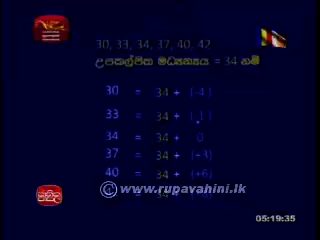 30, 33, 34, 37, 40, 42
උපකල්පිත මධ්‍යන්‍යය = 34 නම්
30 = 34 + (-4)
33 = 34 + (-1)
34 = 34 + 0
37 = 34 + (+3)
40 = 34 + (+6)
© www.rupavahini.lk
05:19:35